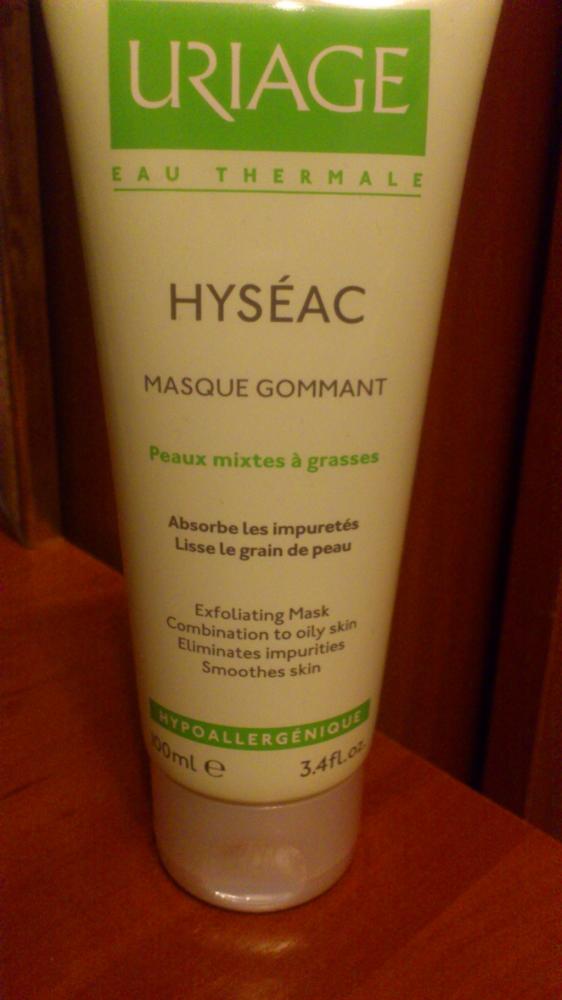 URIAGE
EAU THERMALE
HYSÉAC
MASQUE GOMMANT
Peaux mixtes à grasses
Absorbe les impuretés
Lisse le grain de peau
Exfoliating Mask
Combination to oily skin
Eliminates impurities
Smoothes skin
HYPOALLERGÉNIQUE
100ml e 3.4fl.oz.